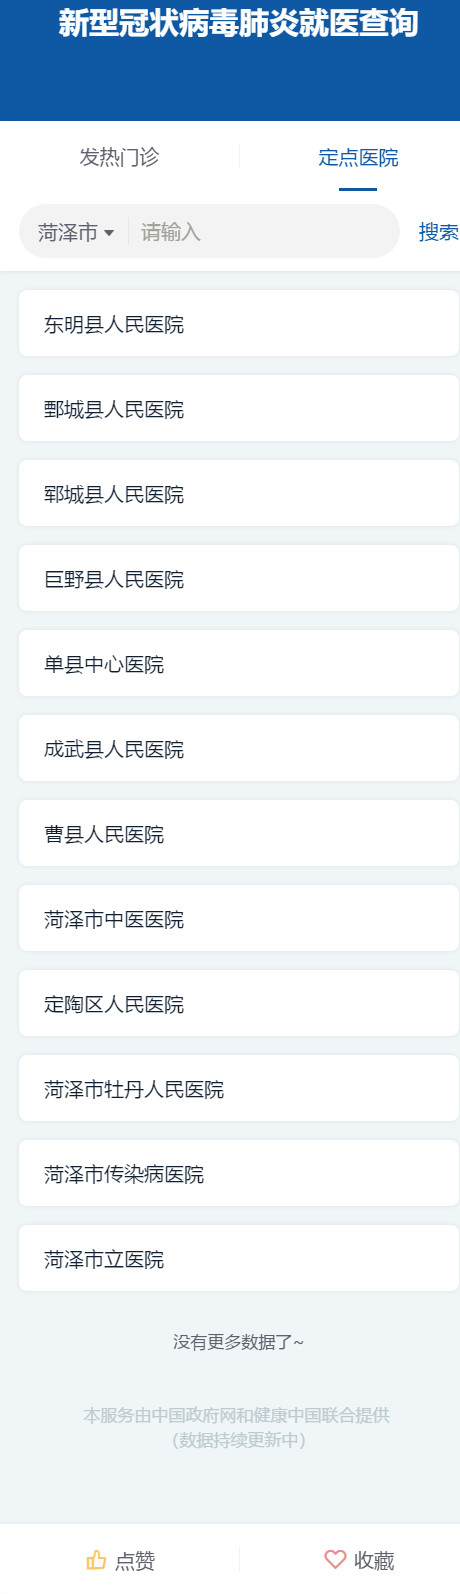 新型冠状病毒肺炎就医查询
发热门诊
定点医院
菏泽市
请输入
搜索
东明县人民医院
鄄城县人民医院
郓城县人民医院
巨野县人民医院
单县中心医院
成武县人民医院
曹县人民医院
菏泽市中医医院
定陶区人民医院
菏泽市牡丹人民医院
菏泽市传染病医院
菏泽市立医院
没有更多数据了~
本服务由中国政府网和健康中国联合提供
（数据持续更新中）
点赞
收藏